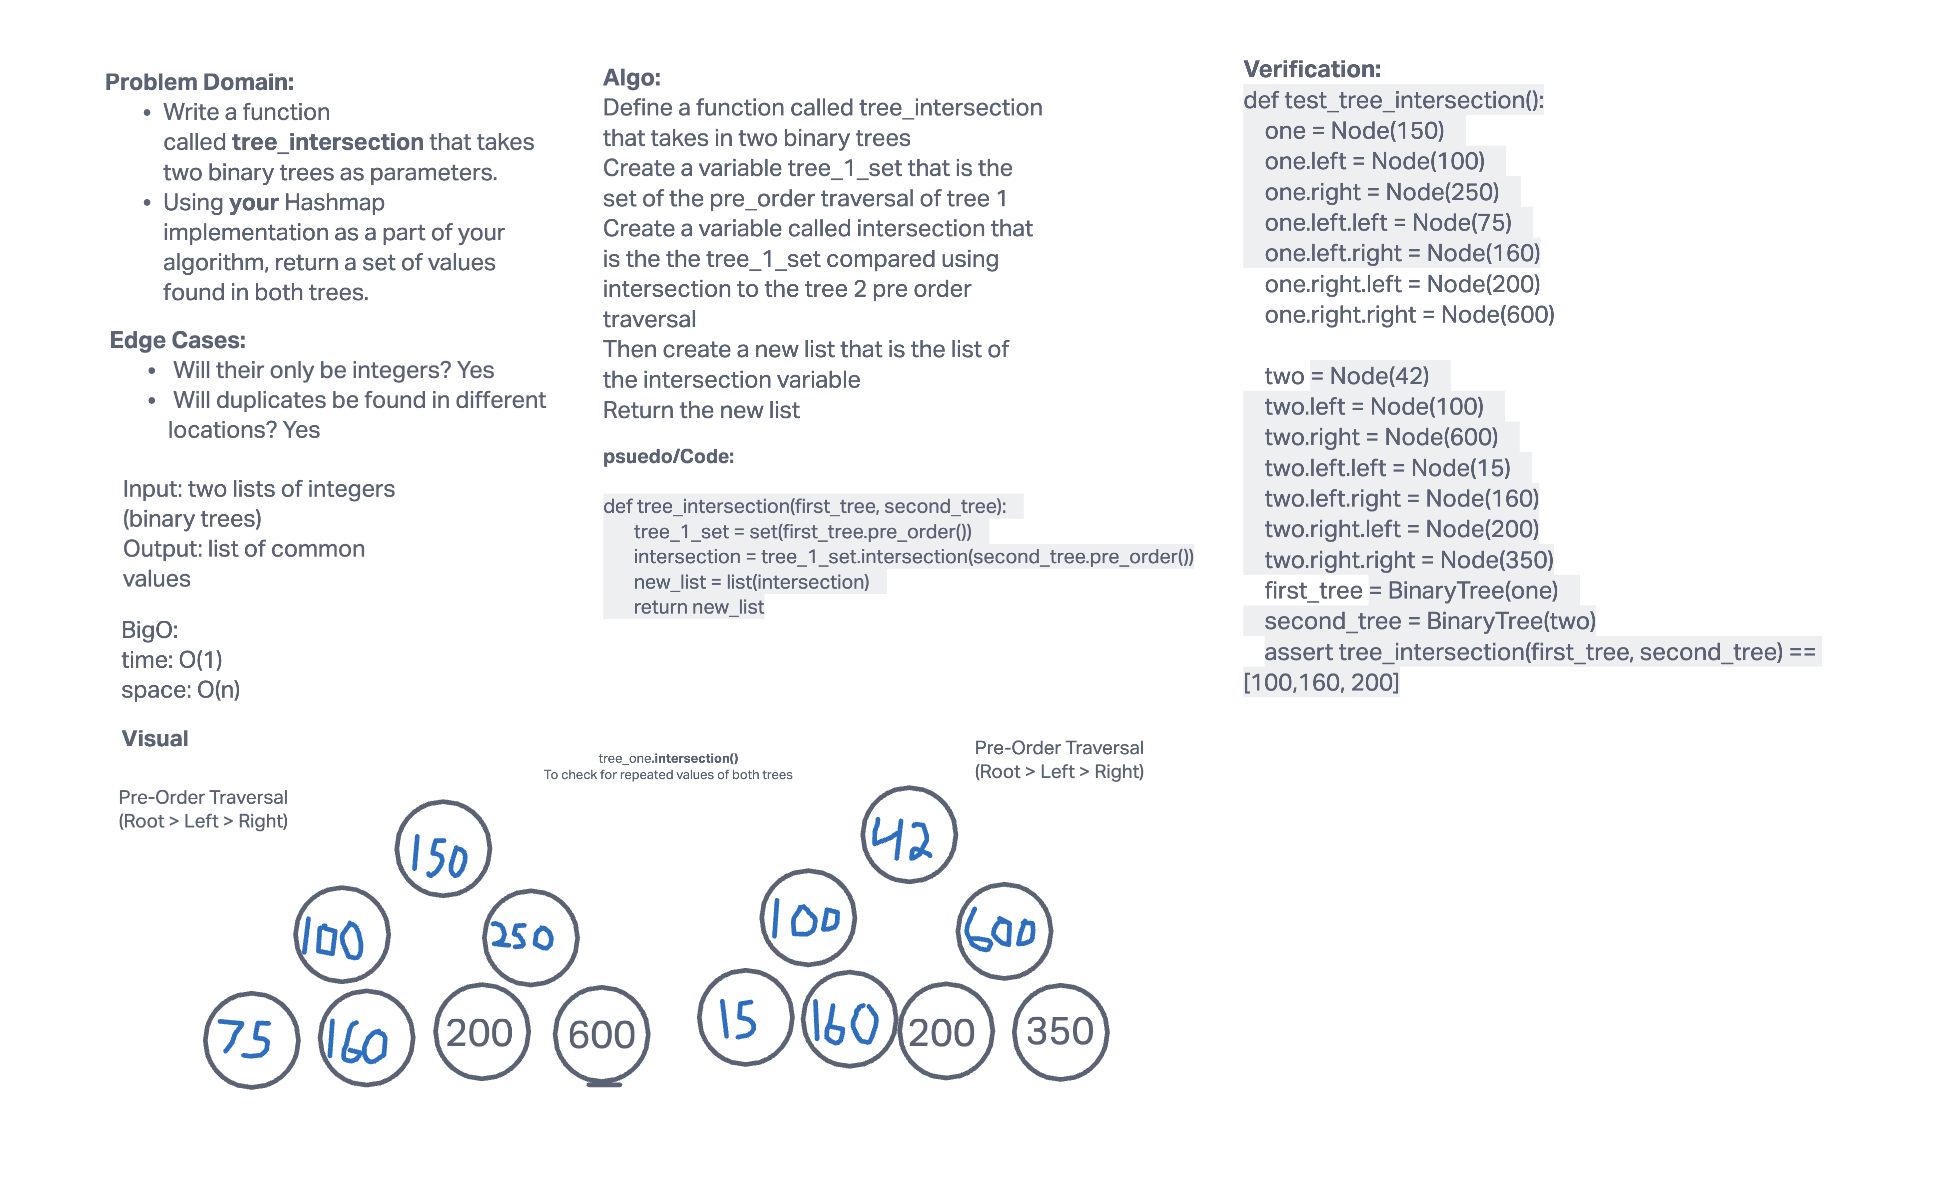 Problem Domain:
• Write a function
called tree_intersection that takes
two binary trees as parameters.
• Using your Hashmap
implementation as a part of your
algorithm, return a set of values
found in both trees.
Edge Cases:
• Will their only be integers? Yes
• Will duplicates be found in different
locations? Yes
Input: two lists of integers
(binary trees)
Output: list of common
values
BigO:
time: O(1)
space: O(n)
Algo:
Define a function called tree_intersection
that takes in two binary trees
Create a variable tree_1_set that is the
set of the pre_order traversal of tree 1
Create a variable called intersection that
is the the tree_1_set compared using
intersection to the tree 2 pre order
traversal
Then create a new list that is the list of
the intersection variable
Return the new list
psuedo/Code:
def tree_intersection(first_tree, second_tree):
tree_1_set = set(first_tree.pre_order())
intersection = tree_1_set.intersection(second_tree.pre_order())
new_list = list(intersection)
return new_list
Verification:
def test_tree_intersection():
one = Node(150)
one.left = Node(100)
one.right = Node(250)
one.left.left = Node(75)
one.left.right = Node(160)
one.right.left = Node(200)
one.right.right = Node(600)
two = Node(42)
two.left = Node(100)
two.right = Node(600)
two.left.left = Node(15)
two.left.right = Node(160)
two.right.left = Node(200)
two.right.right = Node(350)
first_tree = BinaryTree(one)
second_tree = BinaryTree(two)
assert tree_intersection(first_tree, second_tree) ==
[100,160, 200]
Visual
Pre-Order Traversal
(Root > Left > Right)
150
100 250
75 160 200 600
tree_one.intersection()
To check for repeated values of both trees
Pre-Order Traversal
(Root > Left > Right)
42
100 600
15 160 200 350